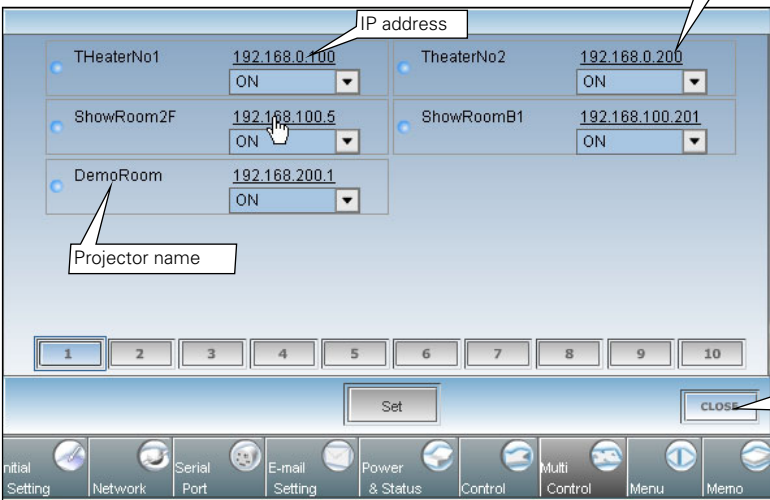 IP address
THeaterNo1 192.168.0.100 TheaterNo2 192.168.0.200
ON ON
ShowRoom2F 192.168.100.5 ShowRoomB1 192.168.100.201
ON ON
DemoRoom 192.168.200.1
ON
Projector name
1 2 3 4 5 6 7 8 9 10
Set CLOSE
nitial Serial E-mail Power Multi
Setting Network Port Setting & Status Control Control Menu Memo